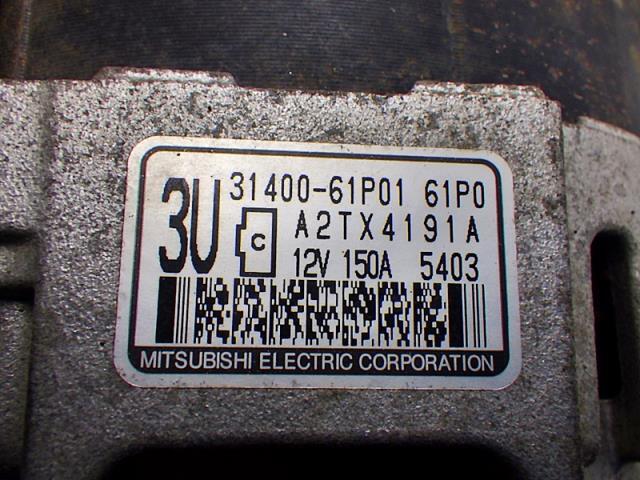 3U 31400-61P01 61P0
C A2TX4191A
12V 150A 5403
MITSUBISHI ELECTRIC CORPORATION